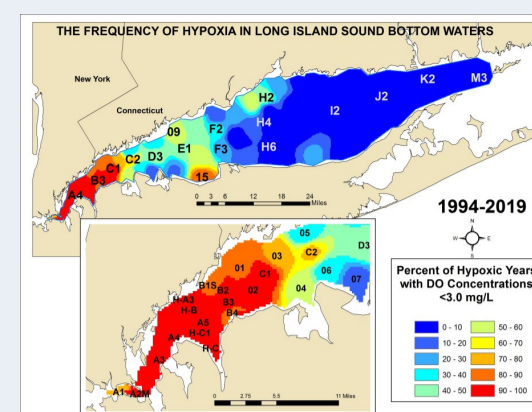 THE FREQUENCY OF HYPOXIA IN LONG ISLAND SOUND BOTTOM WATERS
New York
Connecticut
K2
M3
J2
H2
I2
09
F2
H4
C2
D3
E1
F3
H6
C1
B3
15
A4
0 3 6 12 18 24
Miles
1994-2019
N
W E
S
05
D3
03
C2
01
C1
06
07
B1S
B2
02
04
H-A3
B3
H-B
B4
A5
A4
H-C1
H-C
A3
A1
A2M
0 2.75 5.5 11 Miles
Percent of Hypoxic Years
with DO Concentrations
<3.0 mg/L
0 - 10
10 - 20
20 - 30
30 - 40
40 - 50
50 - 60
60 - 70
70 - 80
80 - 90
90 - 100